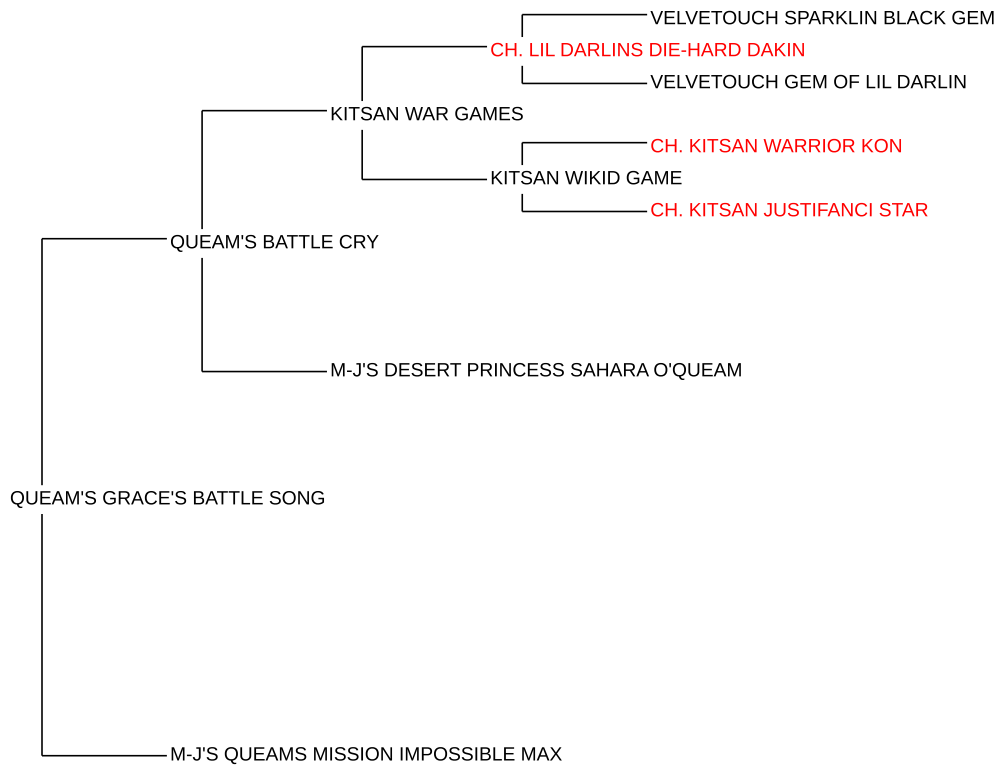 VELVETOUCH SPARKLIN BLACK GEM
CH. LIL DARLINS DIE-HARD DAKIN
VELVETOUCH GEM OF LIL DARLIN
KITSAN WAR GAMES
CH. KITSAN WARRIOR KON
KITSAN WIKID GAME
CH. KITSAN JUSTIFANCI STAR
QUEAM'S BATTLE CRY
M-J'S DESERT PRINCESS SAHARA O'QUEAM
QUEAM'S GRACE'S BATTLE SONG
M-J'S QUEAMS MISSION IMPOSSIBLE MAX